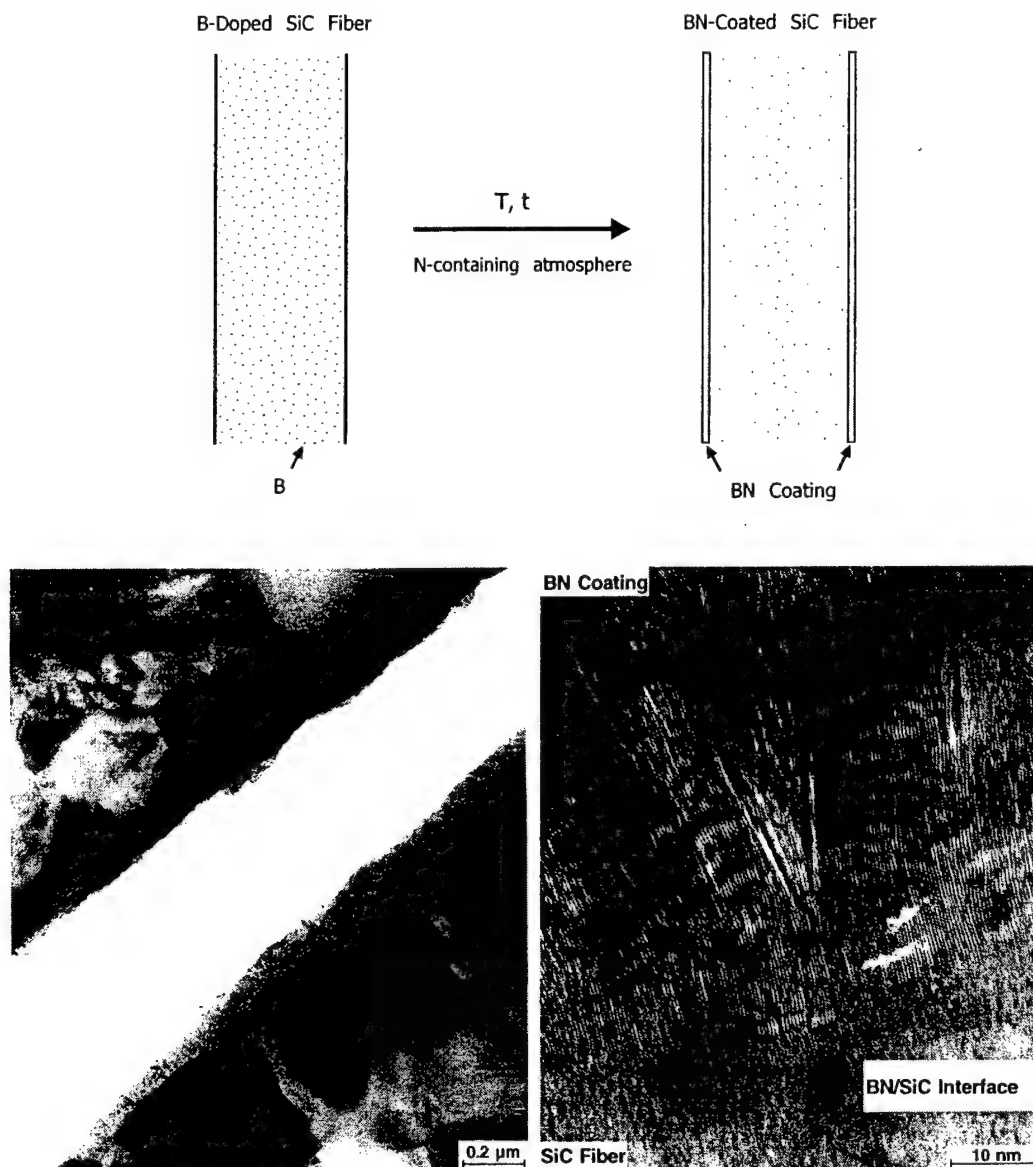 B-Doped SiC Fiber
BN-Coated SiC Fiber
T, t
N-containing atmosphere
B
BN Coating
BN Coating
0.2 µm
SiC Fiber
BN/SiC Interface
10 nm